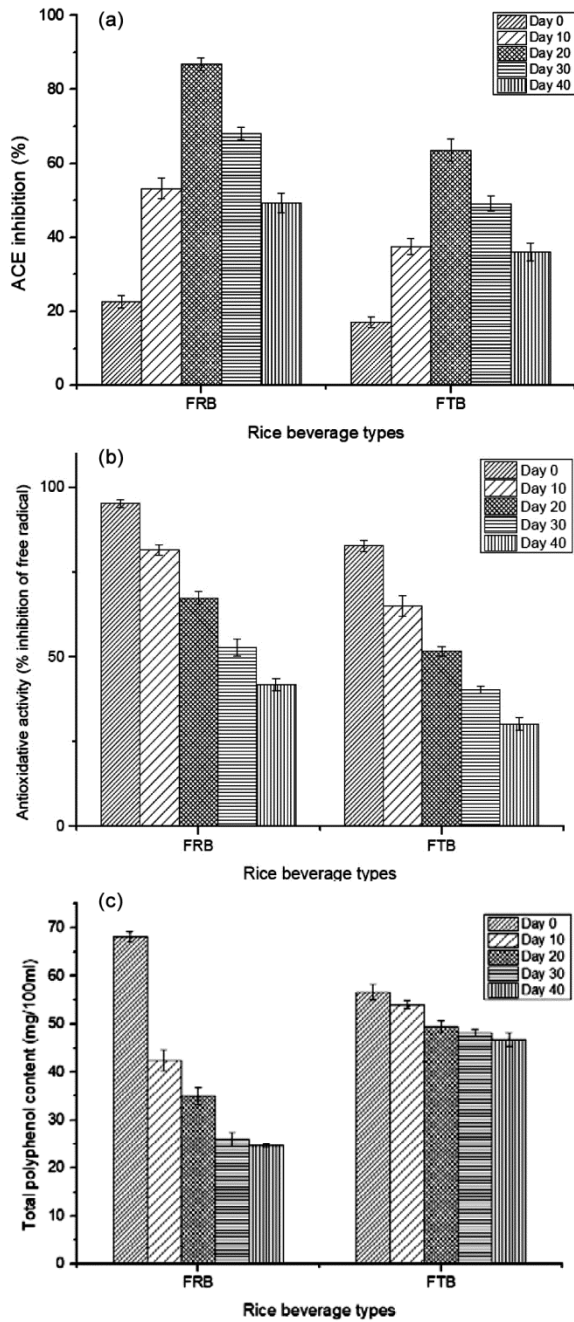 (a)
100
80
60
40
20
0
ACE inhibition (%)
Day 0
Day 10
Day 20
Day 30
Day 40
FRB
FTB
Rice beverage types
(b)
100
50
0
Antioxidative activity (% inhibition of free radical)
Day 0
Day 10
Day 20
Day 30
Day 40
FRB
FTB
Rice beverage types
(c)
70
60
50
40
30
20
10
0
Total polyphenol content (mg/100ml)
Day 0
Day 10
Day 20
Day 30
Day 40
FRB
FTB
Rice beverage types